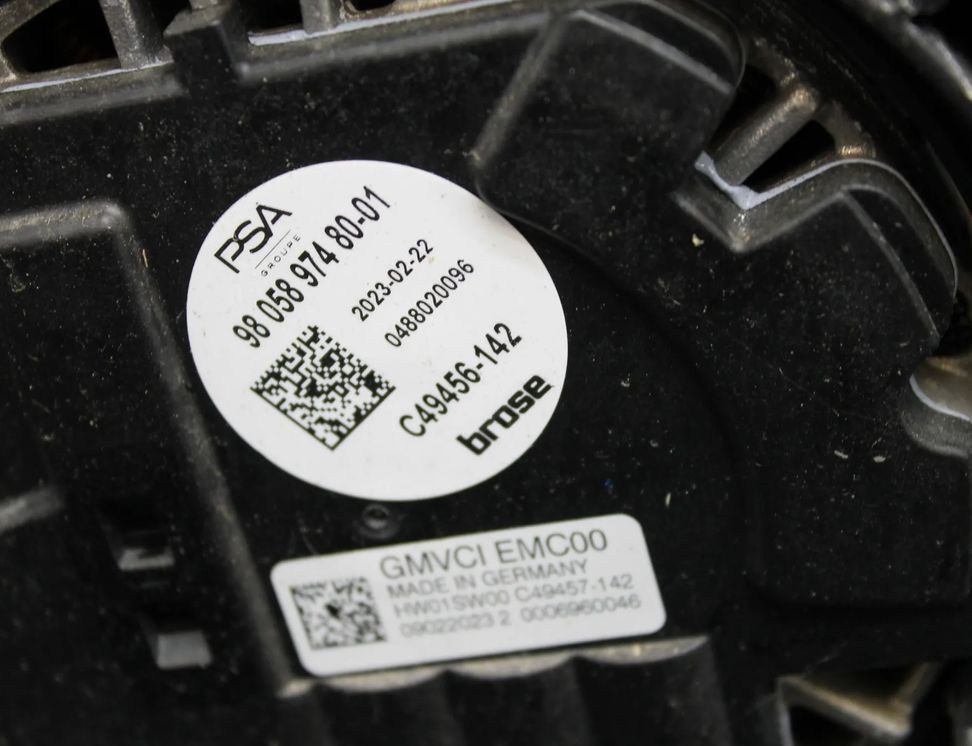 PSA
GROUPE
98 058 974 80-01
2023-02-22
0488020096
C49456-142
brose
GMVCI EMC00
MADE IN GERMANY
HW01SW00 C49457-142
09022023 2 0006960046